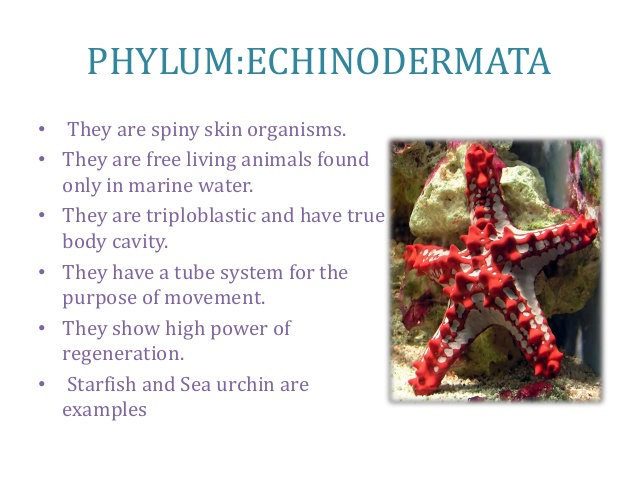 PHYLUM:ECHINODERMATA
• They are spiny skin organisms.
• They are free living animals found
only in marine water.
• They are triploblastic and have true
body cavity.
• They have a tube system for the
purpose of movement.
• They show high power of
regeneration.
• Starfish and Sea urchin are
examples